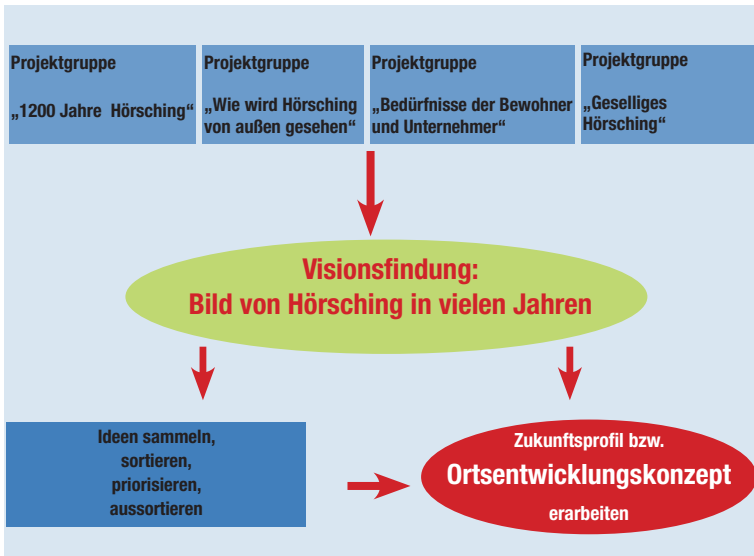 Projektgruppe
„1200 Jahre Hörsching“
Projektgruppe
„Wie wird Hörsching
von außen gesehen“
Projektgruppe
„Bedürfnisse der Bewohner
und Unternehmer“
Projektgruppe
„Geselliges
Hörsching“
Visionsfindung:
Bild von Hörsching in vielen Jahren
Ideen sammeln,
sortieren,
priorisieren,
aussortieren
Zukunftsprofil bzw.
Ortsentwicklungskonzept
erarbeiten